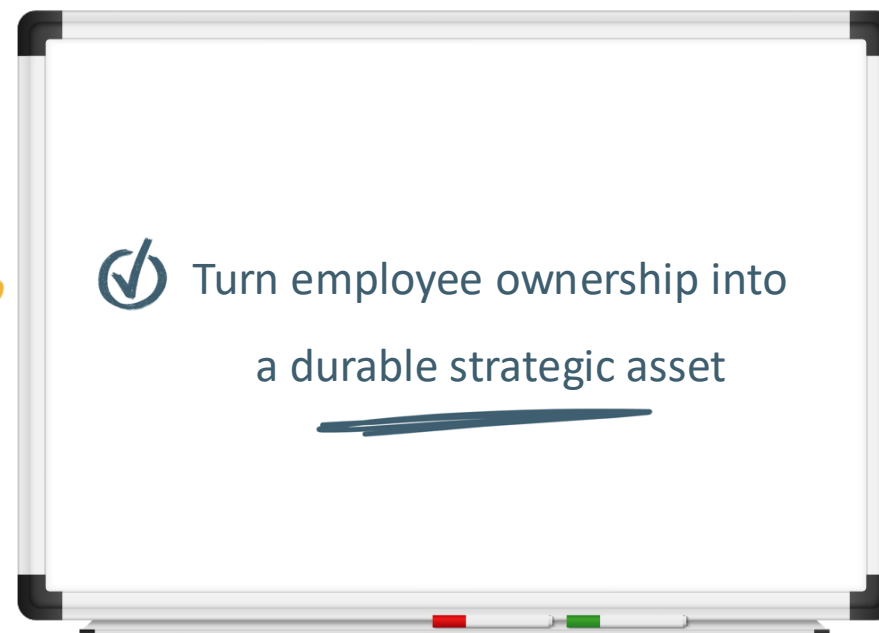 Turn employee ownership into
a durable strategic asset